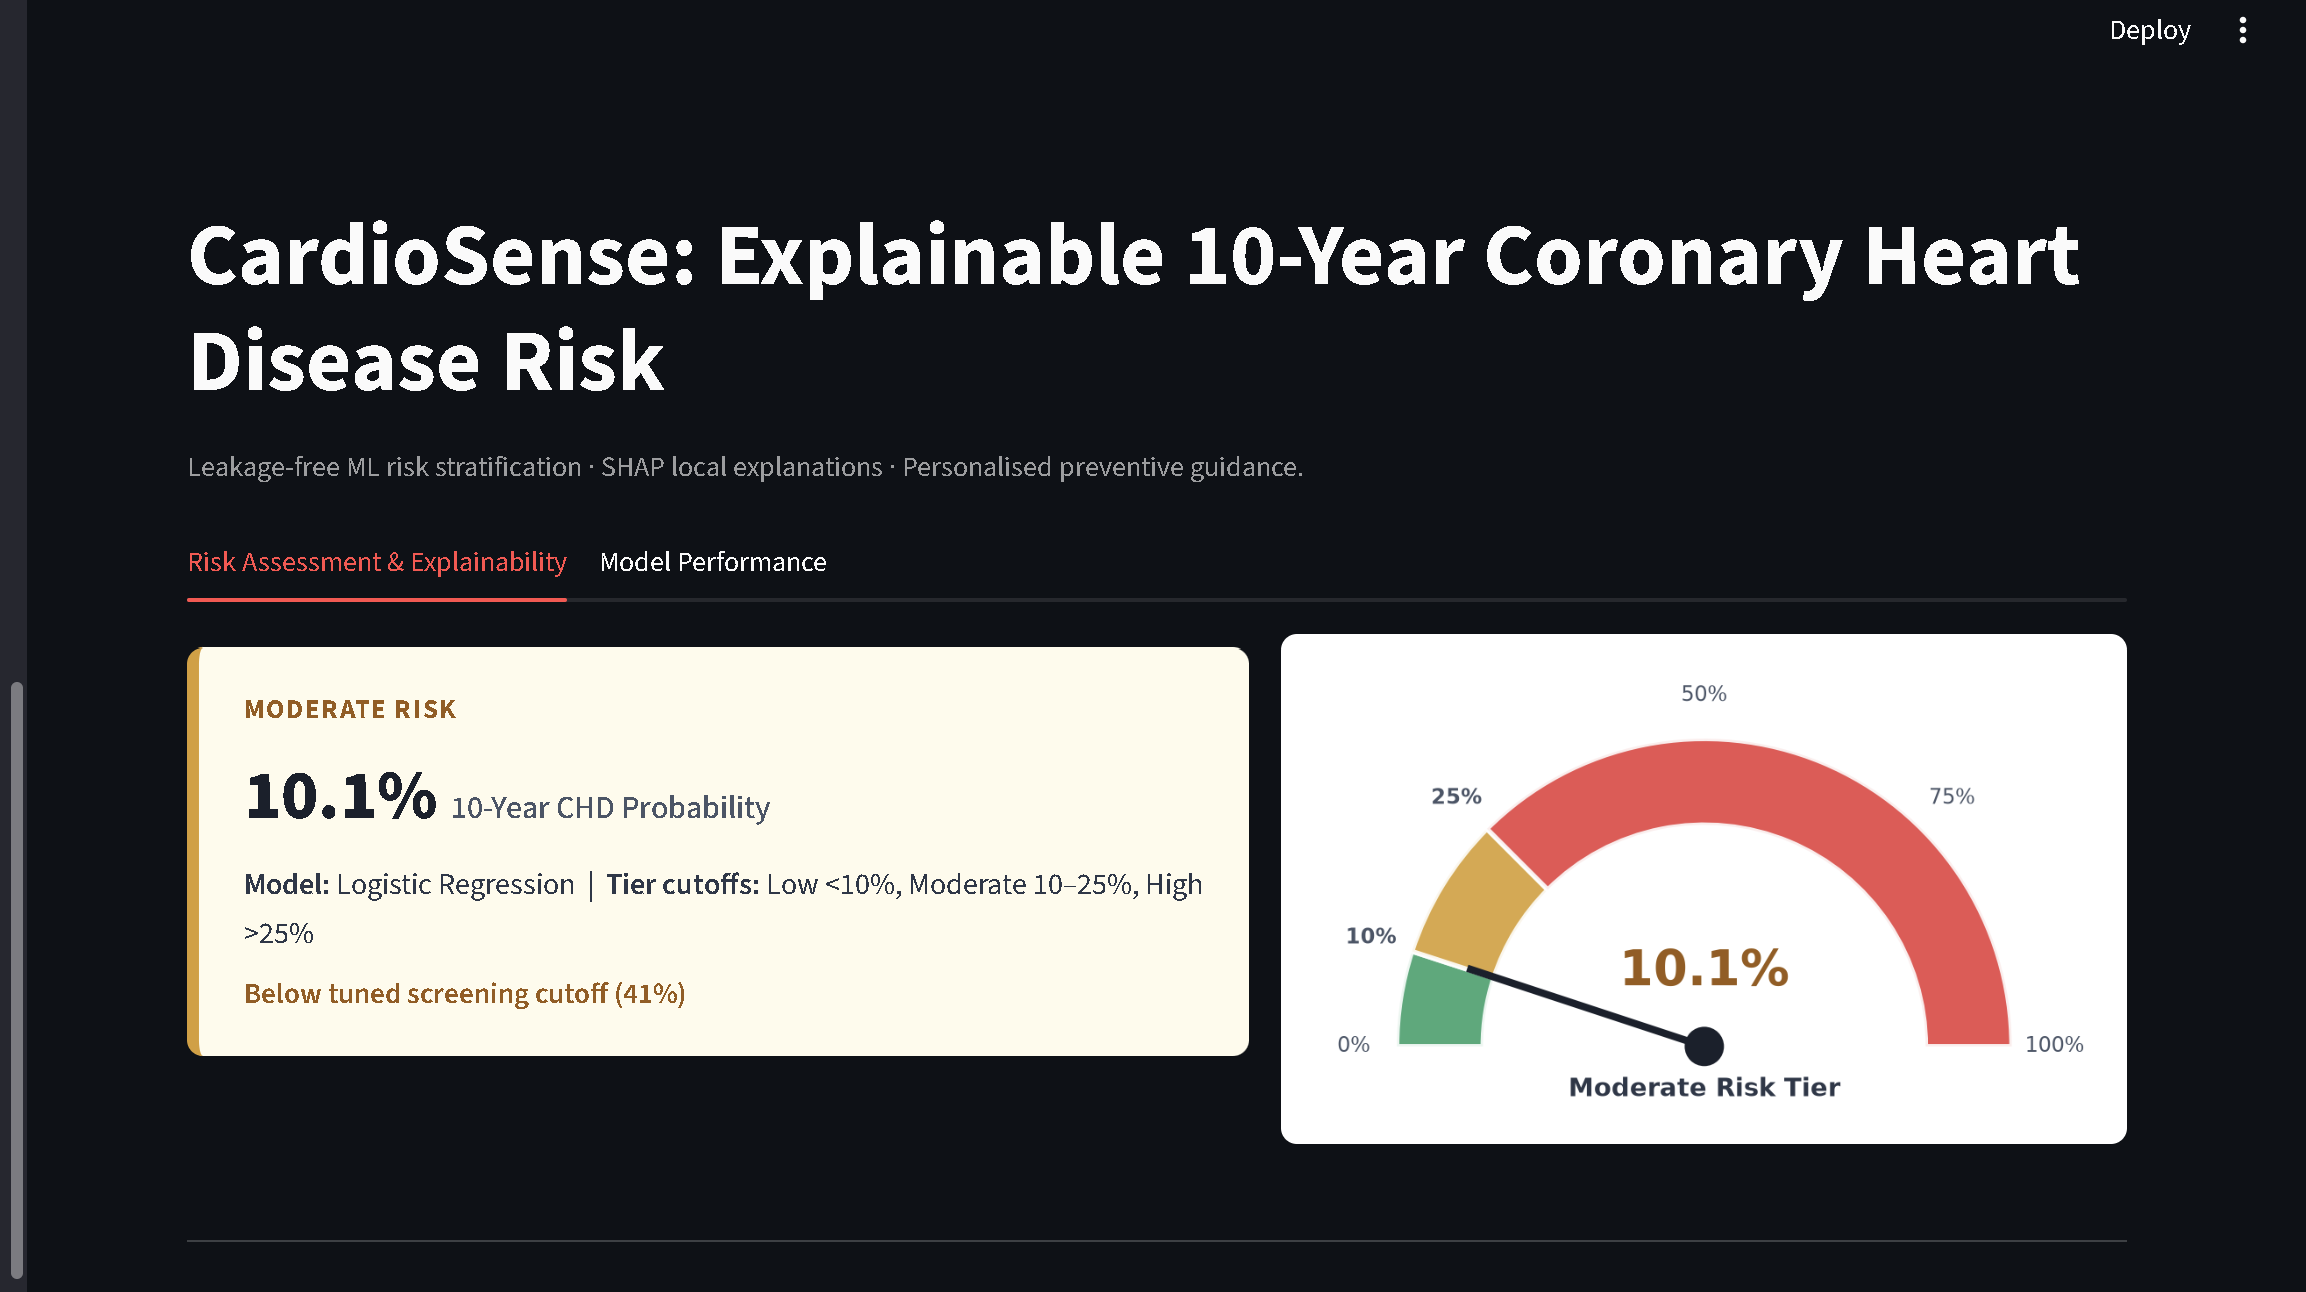 Deploy
CardioSense: Explainable 10-Year Coronary Heart
Disease Risk
Leakage-free ML risk stratification · SHAP local explanations · Personalised preventive guidance.
Risk Assessment & Explainability
Model Performance
MODERATE RISK
10.1% 10-Year CHD Probability
Model: Logistic Regression | Tier cutoffs: Low <10%, Moderate 10–25%, High
>25%
Below tuned screening cutoff (41%)
50%
25%
75%
10%
10.1%
0%
100%
Moderate Risk Tier